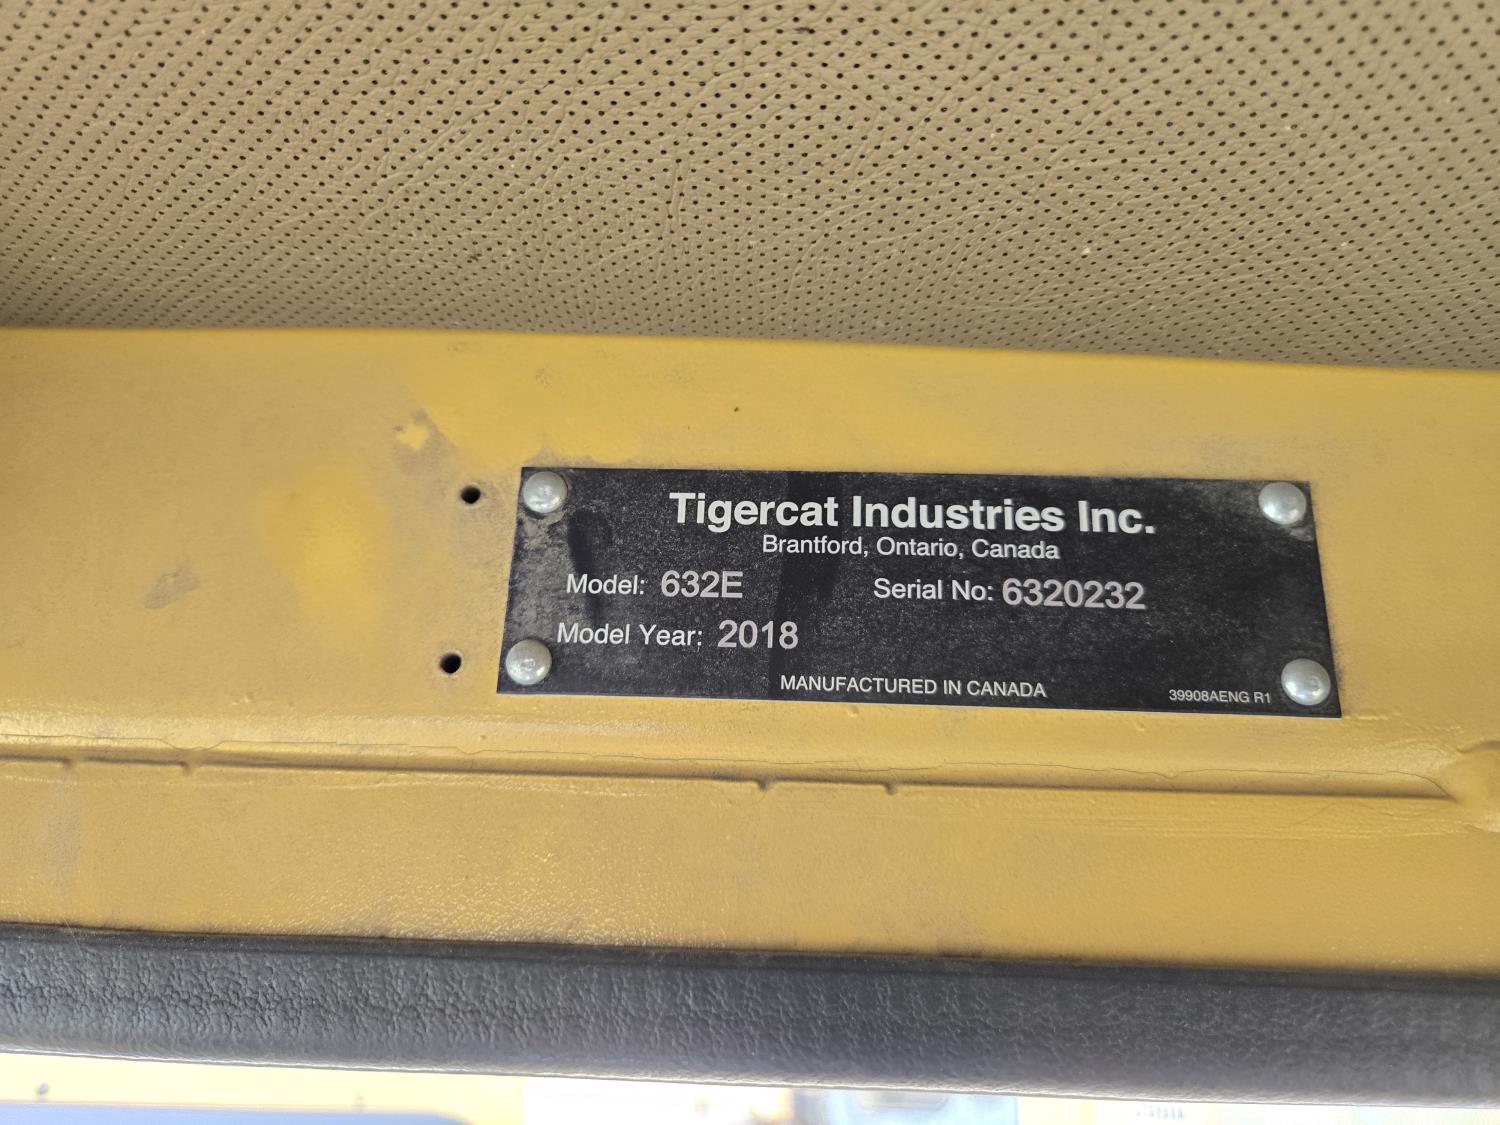 Tigercat Industries Inc.
Brantford, Ontario, Canada
Model: 632E Serial No: 6320232
Model Year: 2018
MANUFACTURED IN CANADA 39908AENG R1